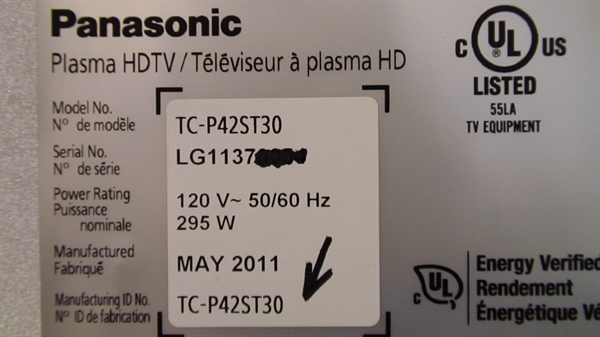 Panasonic
Plasma HDTV / Téléviseur à plasma HD
C UL US
LISTED
55LA
TV EQUIPMENT
Model No.
N° de modèle
TC-P42ST30
Serial No.
N° de série
LG1137
Power Rating
Puissance
nominale
120 V~ 50/60 Hz
295 W
Manufactured
Fabriqué
MAY 2011
Manufacturing ID No.
N° ID de fabrication
TC-P42ST30
C UL
Energy Verified
Rendement
Énergétique Vé